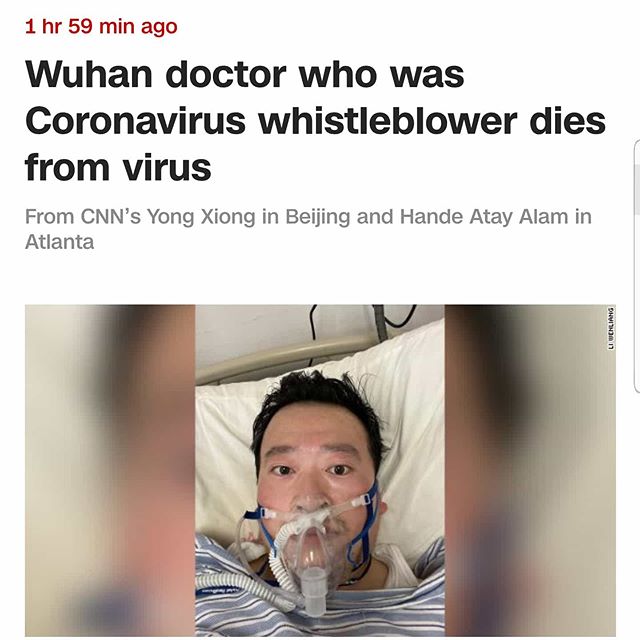 1 hr 59 min ago
Wuhan doctor who was
Coronavirus whistleblower dies
from virus
From CNN's Yong Xiong in Beijing and Hande Atay Alam in
Atlanta
LI WENLIANG